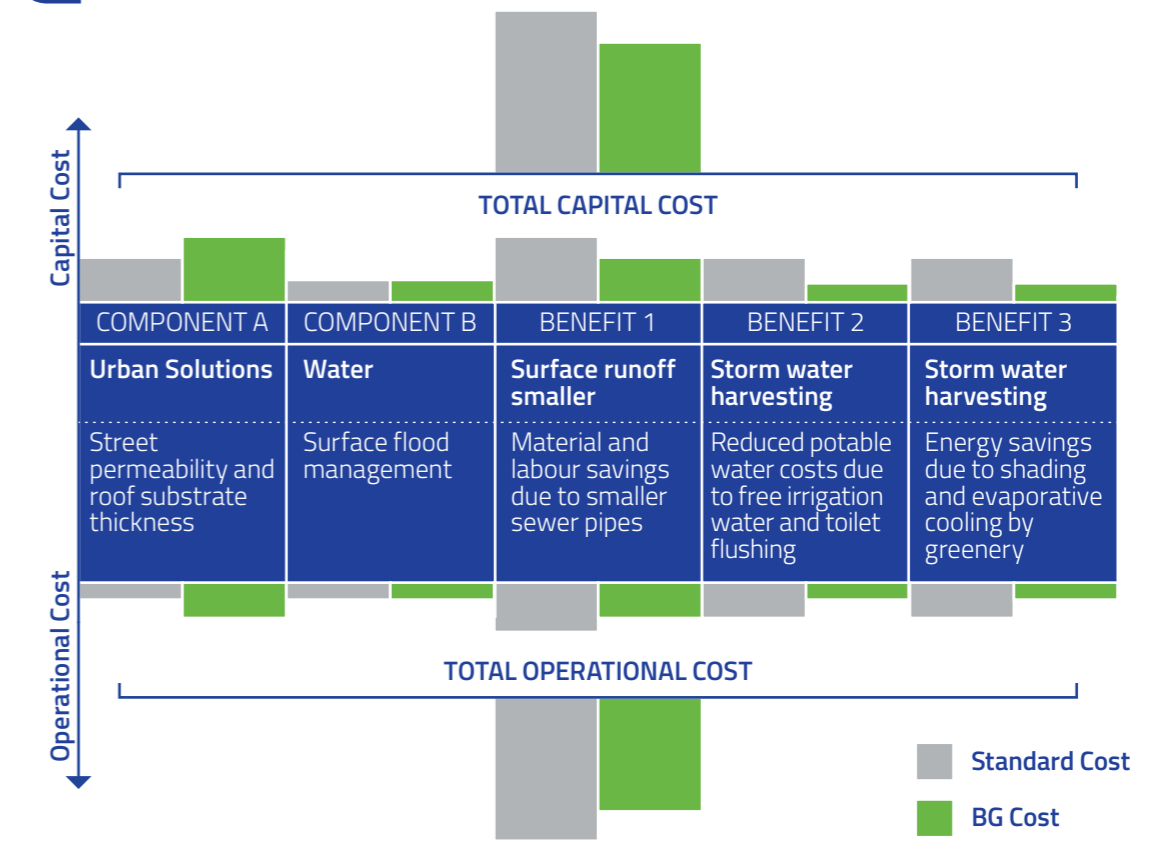 Capital Cost
TOTAL CAPITAL COST
COMPONENT A
COMPONENT B
BENEFIT 1
BENEFIT 2
BENEFIT 3
Urban Solutions
Street
permeability and
roof substrate
thickness
Water
Surface flood
management
Surface runoff
smaller
Material and
labour savings
due to smaller
sewer pipes
Storm water
harvesting
Reduced potable
water costs due
to free irrigation
water and toilet
flushing
Storm water
harvesting
Energy savings
due to shading
and evaporative
cooling by
greenery
Operational Cost
TOTAL OPERATIONAL COST
Standard Cost
BG Cost